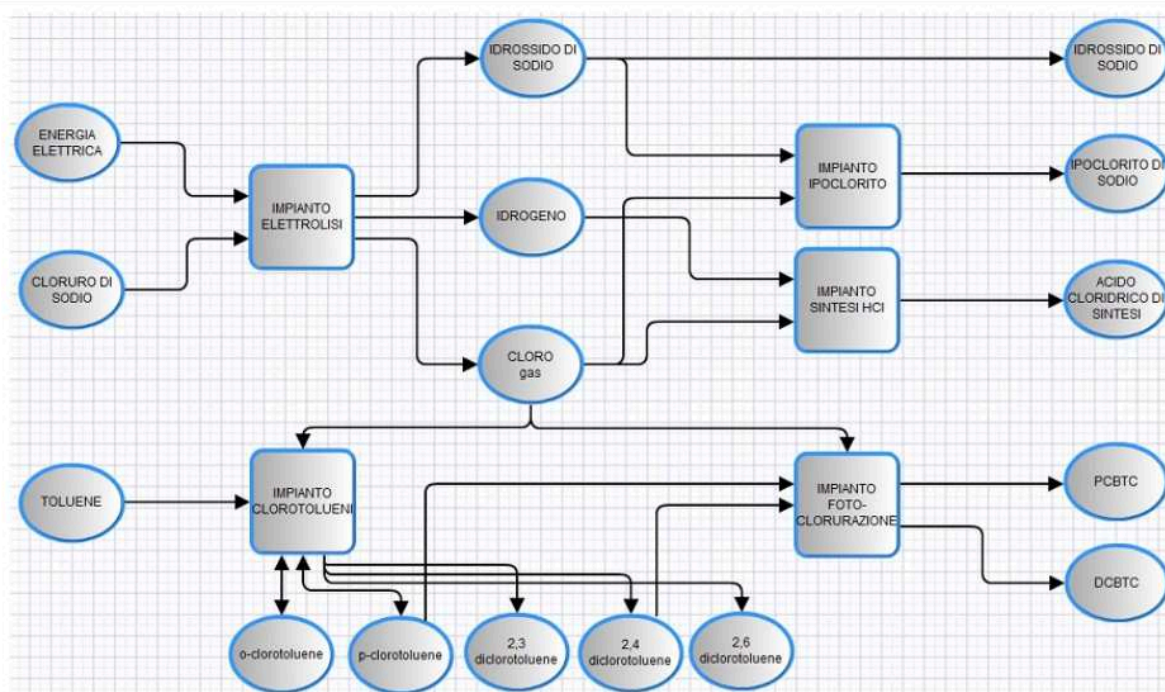 IDROSSIDO DI
SODIO
IDROSSIDO DI
SODIO
ENERGIA
ELETTRICA
IMPIANTO
IPOCLORITO
IPOCLORITO DI
SODIO
IMPIANTO
ELETTROLISI
IDROGENO
CLORURO DI
SODIO
IMPIANTO
SINTESI HCl
ACIDO
CLORIDRICO DI
SINTESI
CLORO
gas
TOLUENE
IMPIANTO
CLOROTOLUENI
IMPIANTO
FOTO-
CLORURAZIONE
PCBTC
DCBTC
o-clorotoluene
p-clorotoluene
2,3
diclorotoluene
2,4
diclorotoluene
2,6
diclorotoluene